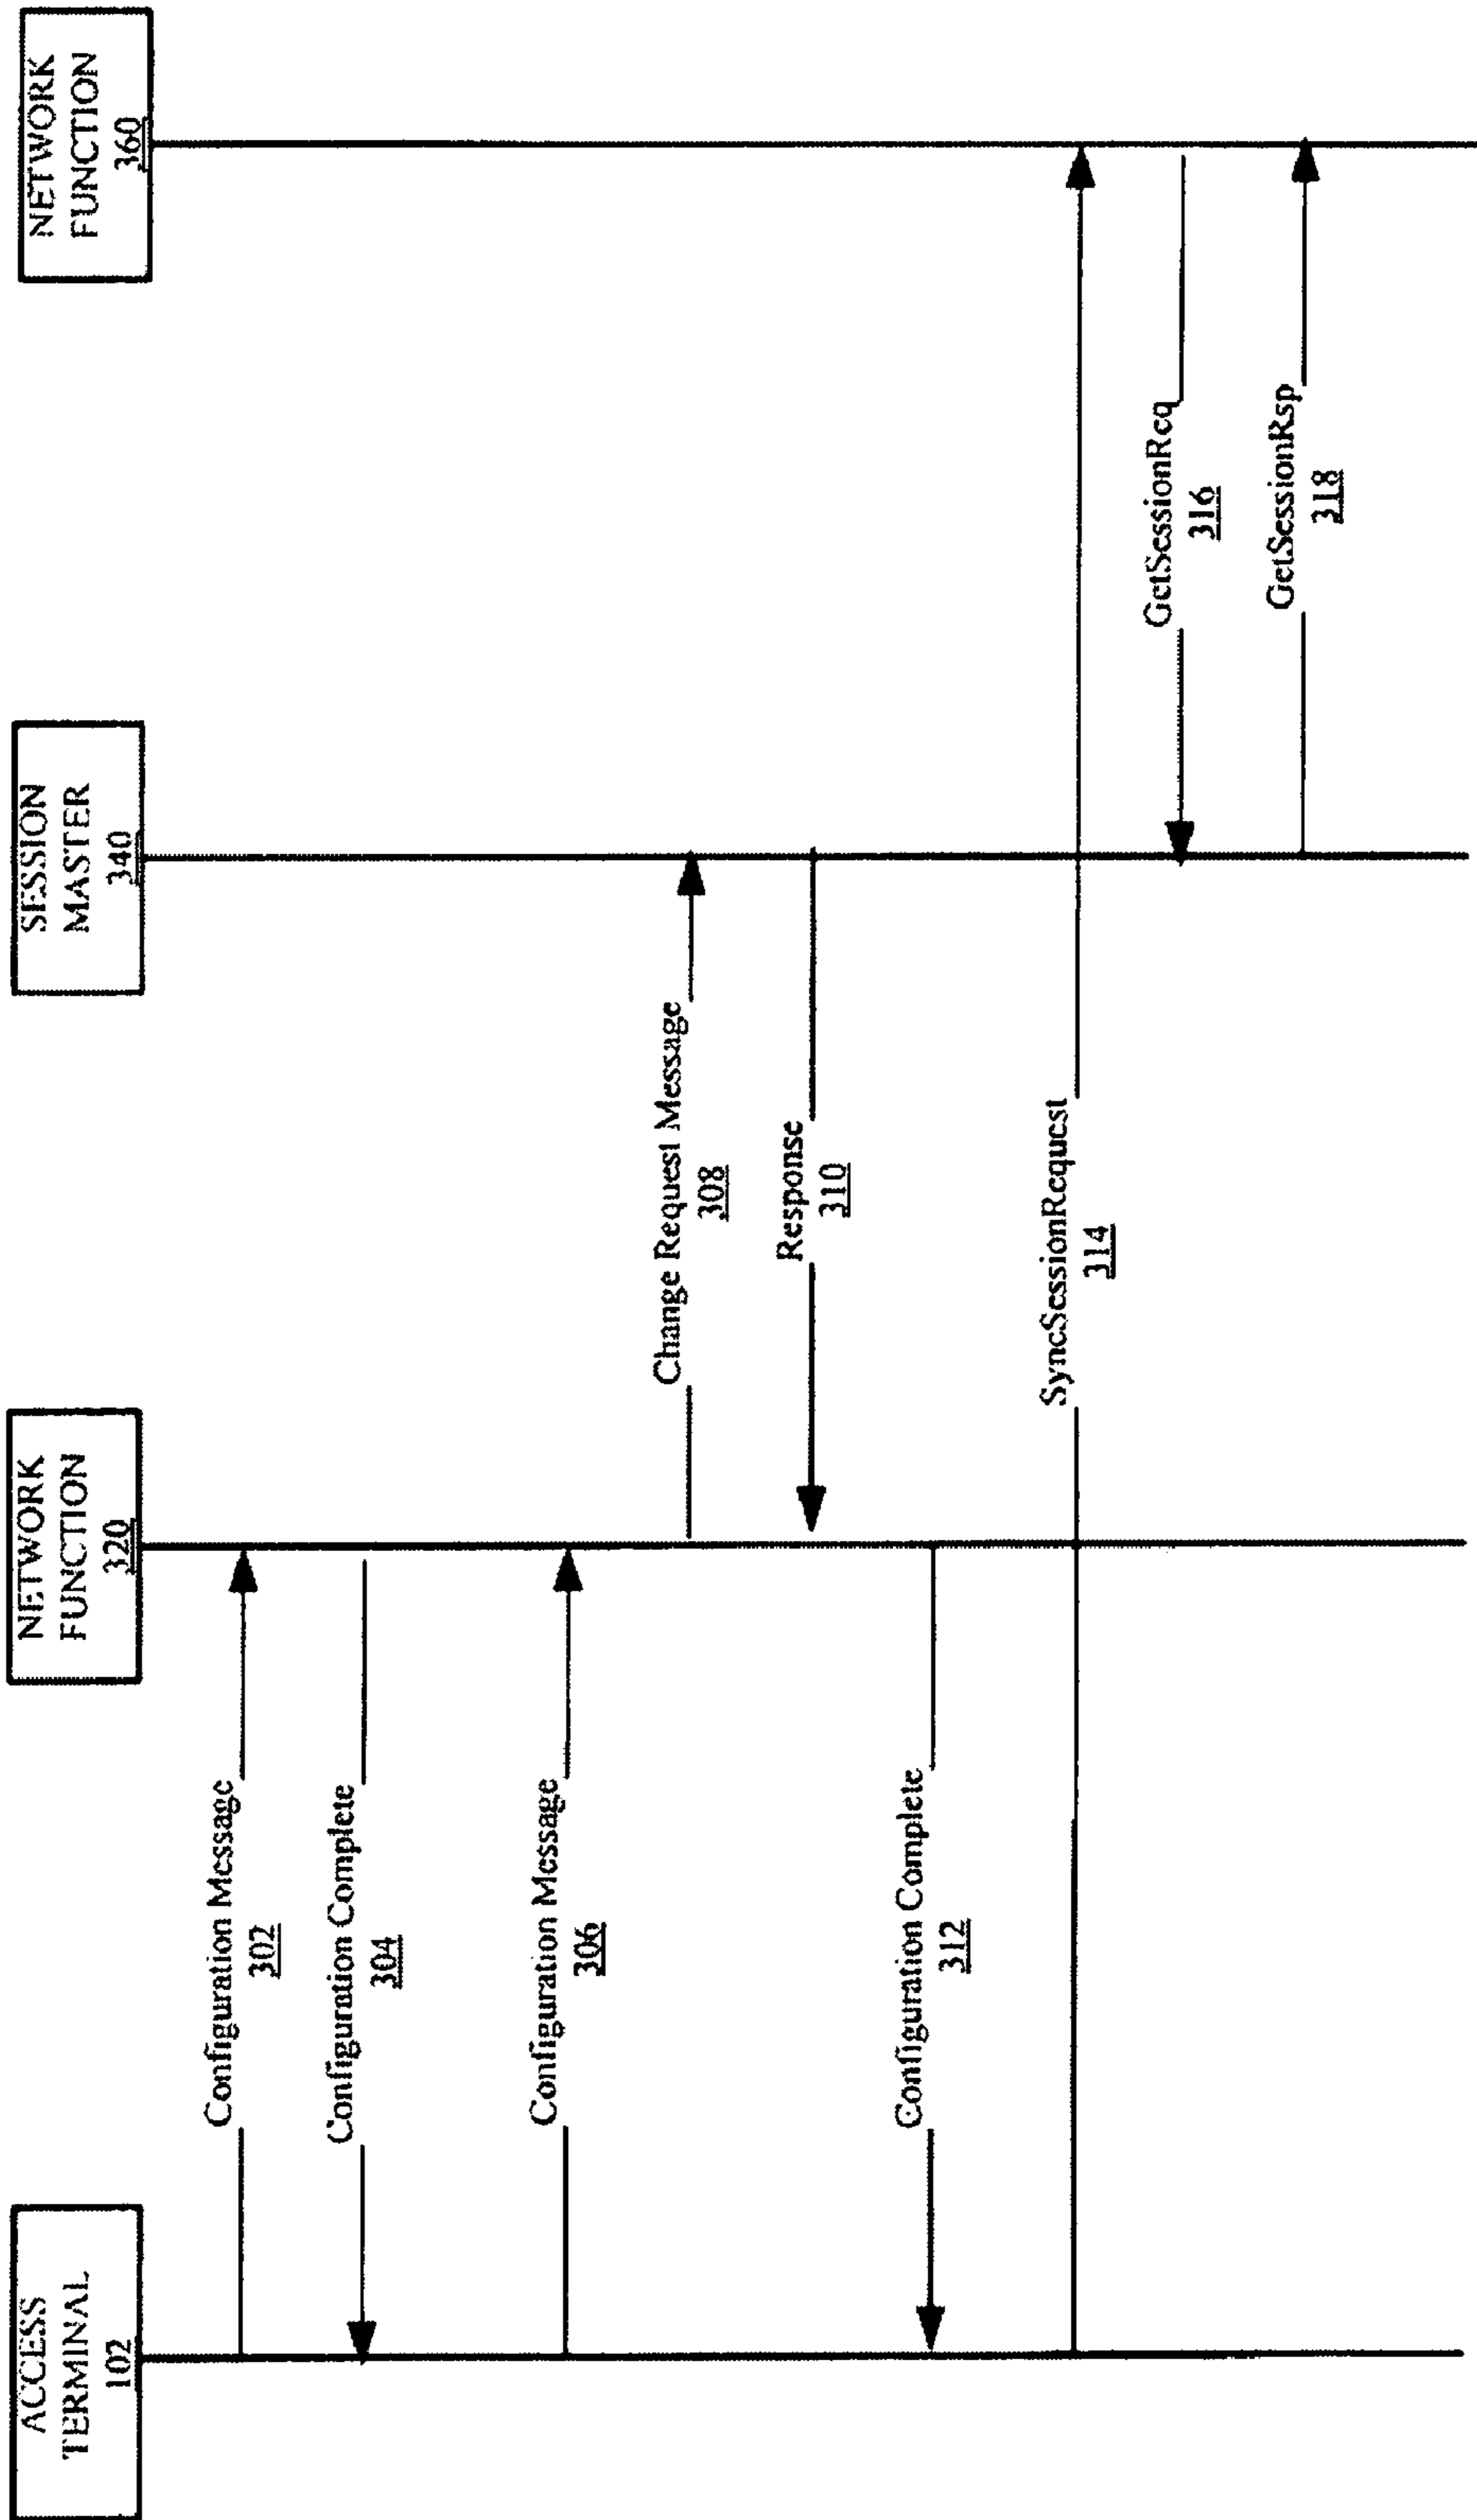 ACCESS
TERMINAL
102
NETWORK
FUNCTION
320
SESSION
MASTER
340
NETWORK
FUNCTION
360
Configuration Message
302
Configuration Complete
304
Configuration Message
306
Change Request Message
308
Response
310
Configuration Complete
312
SyncSessionRequest
314
GetSessionReq
316
GetSessionRsp
318